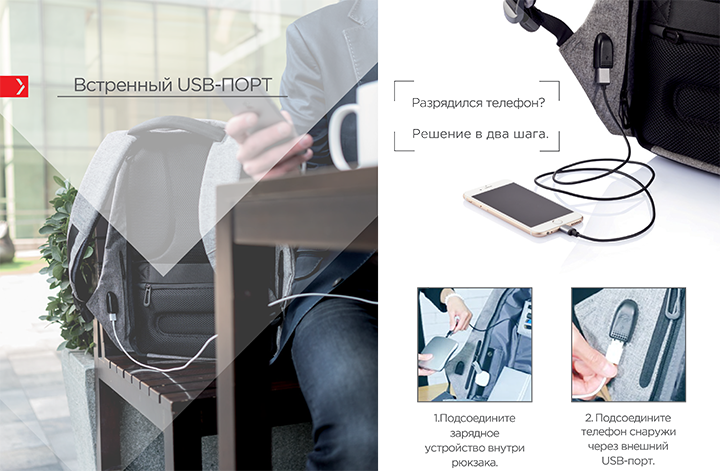 Встренный USB-ПОРТ
Разрядился телефон?
Решение в два шага.
1.Подсоедините
зарядное
устройство внутри
рюкзака.
2. Подсоедините
телефон снаружи
через внешний
USB-порт.